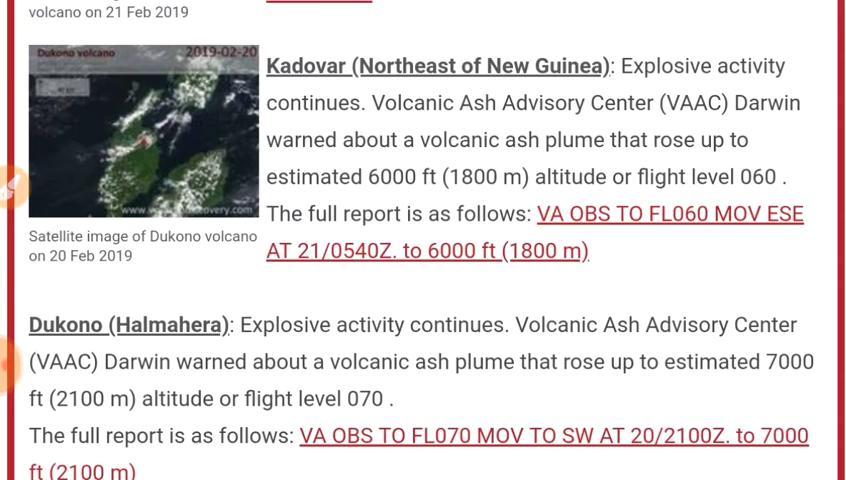 volcano on 21 Feb 2019
Dukono volcano 2019-02-20
Kadovar (Northeast of New Guinea): Explosive activity
continues. Volcanic Ash Advisory Center (VAAC) Darwin
warned about a volcanic ash plume that rose up to
estimated 6000 ft (1800 m) altitude or flight level 060 .
The full report is as follows: VA OBS TO FL060 MOV ESE
AT 21/0540Z. to 6000 ft (1800 m)
Satellite image of Dukono volcano
on 20 Feb 2019
Dukono (Halmahera): Explosive activity continues. Volcanic Ash Advisory Center
(VAAC) Darwin warned about a volcanic ash plume that rose up to estimated 7000
ft (2100 m) altitude or flight level 070 .
The full report is as follows: VA OBS TO FL070 MOV TO SW AT 20/2100Z. to 7000
ft (2100 m)